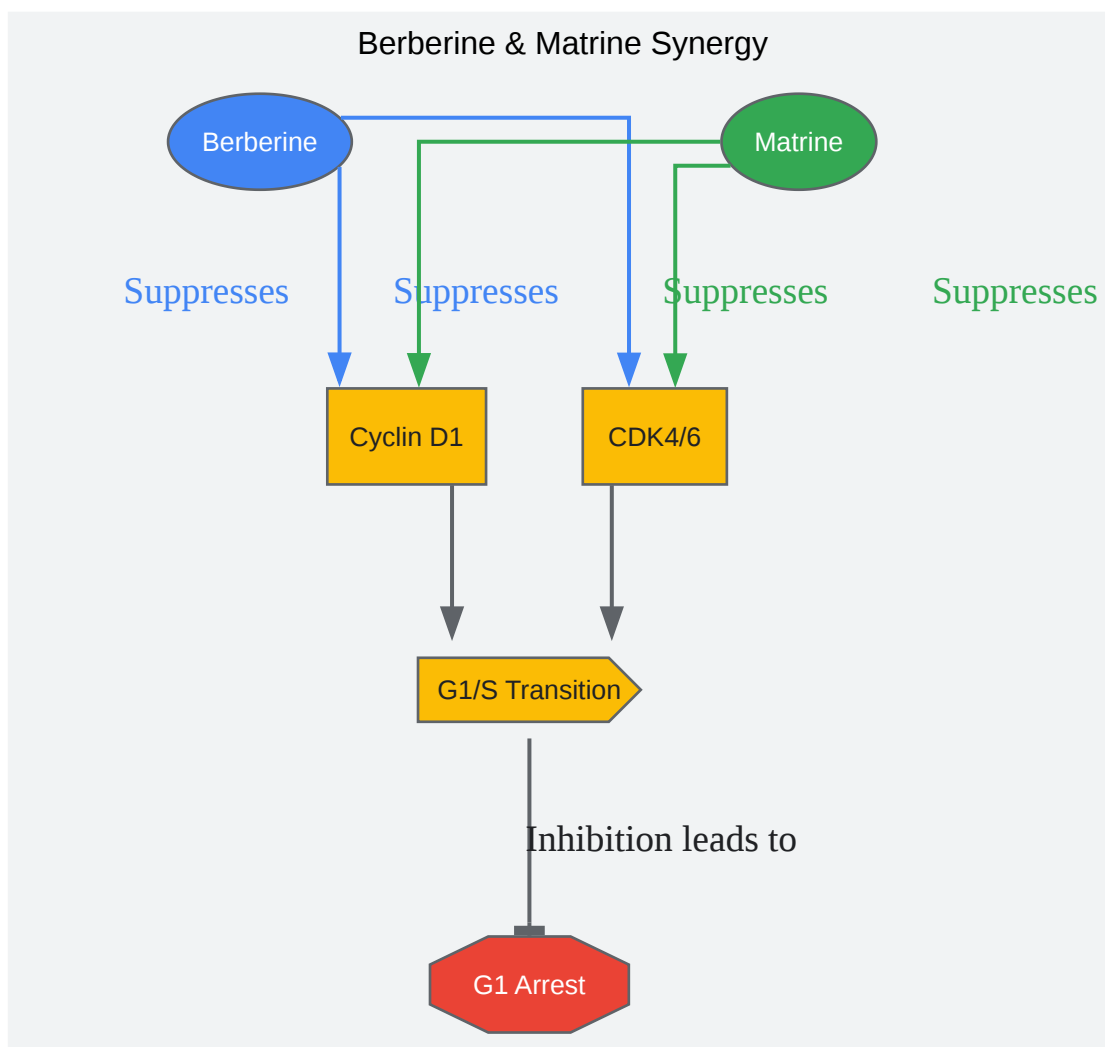 Berberine & Matrine Synergy
Berberine
Matrine
Suppresses
Suppresses
Suppresses
Suppresses
Cyclin D1
CDK4/6
G1/S Transition
Inhibition leads to
G1 Arrest